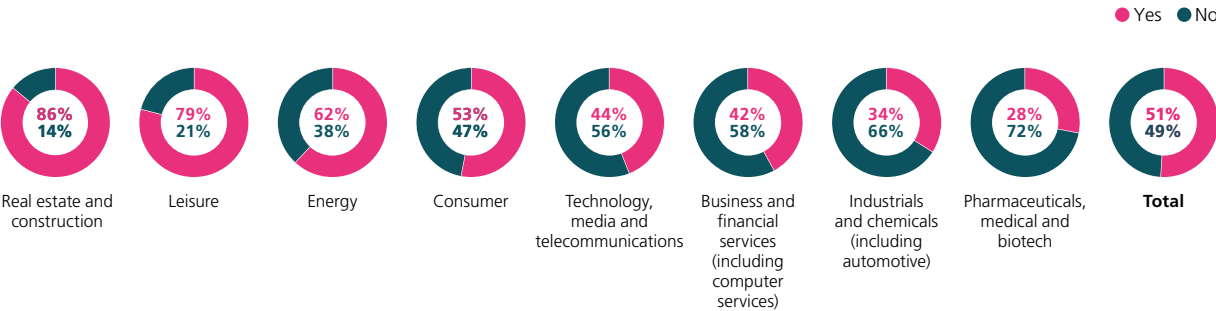 Yes No
86%
14%
79%
21%
62%
38%
53%
47%
44%
56%
42%
58%
34%
66%
28%
72%
51%
49%
Real estate and
construction
Leisure
Energy
Consumer
Technology,
media and
telecommunications
Business and
financial
services
(including
computer
services)
Industrials
and chemicals
(including
automotive)
Pharmaceuticals,
medical and
biotech
Total